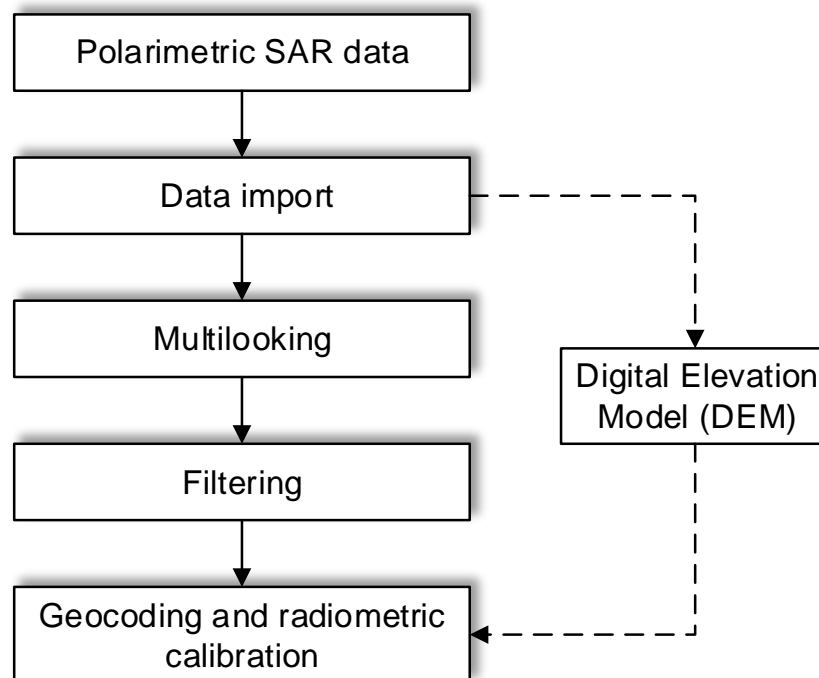 Polarimetric SAR data
Data import
Multilooking
Digital Elevation
Model (DEM)
Filtering
Geocoding and radiometric
calibration